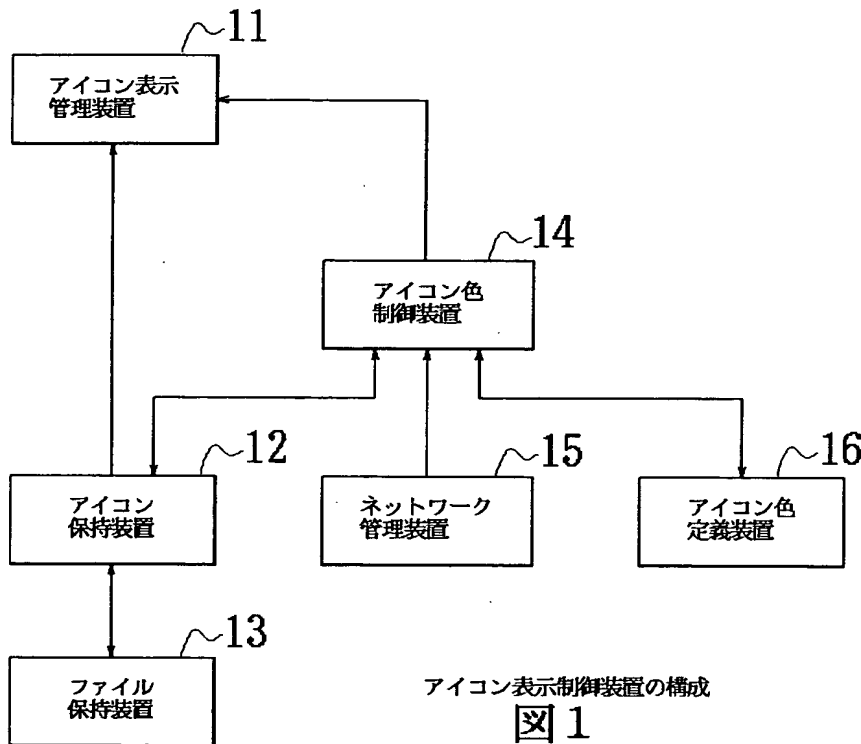 11
アイコン表示
管理装置
14
アイコン色
制御装置
12
アイコン
保持装置
15
ネットワーク
管理装置
16
アイコン色
定義装置
13
ファイル
保持装置
アイコン表示制御装置の構成
図1